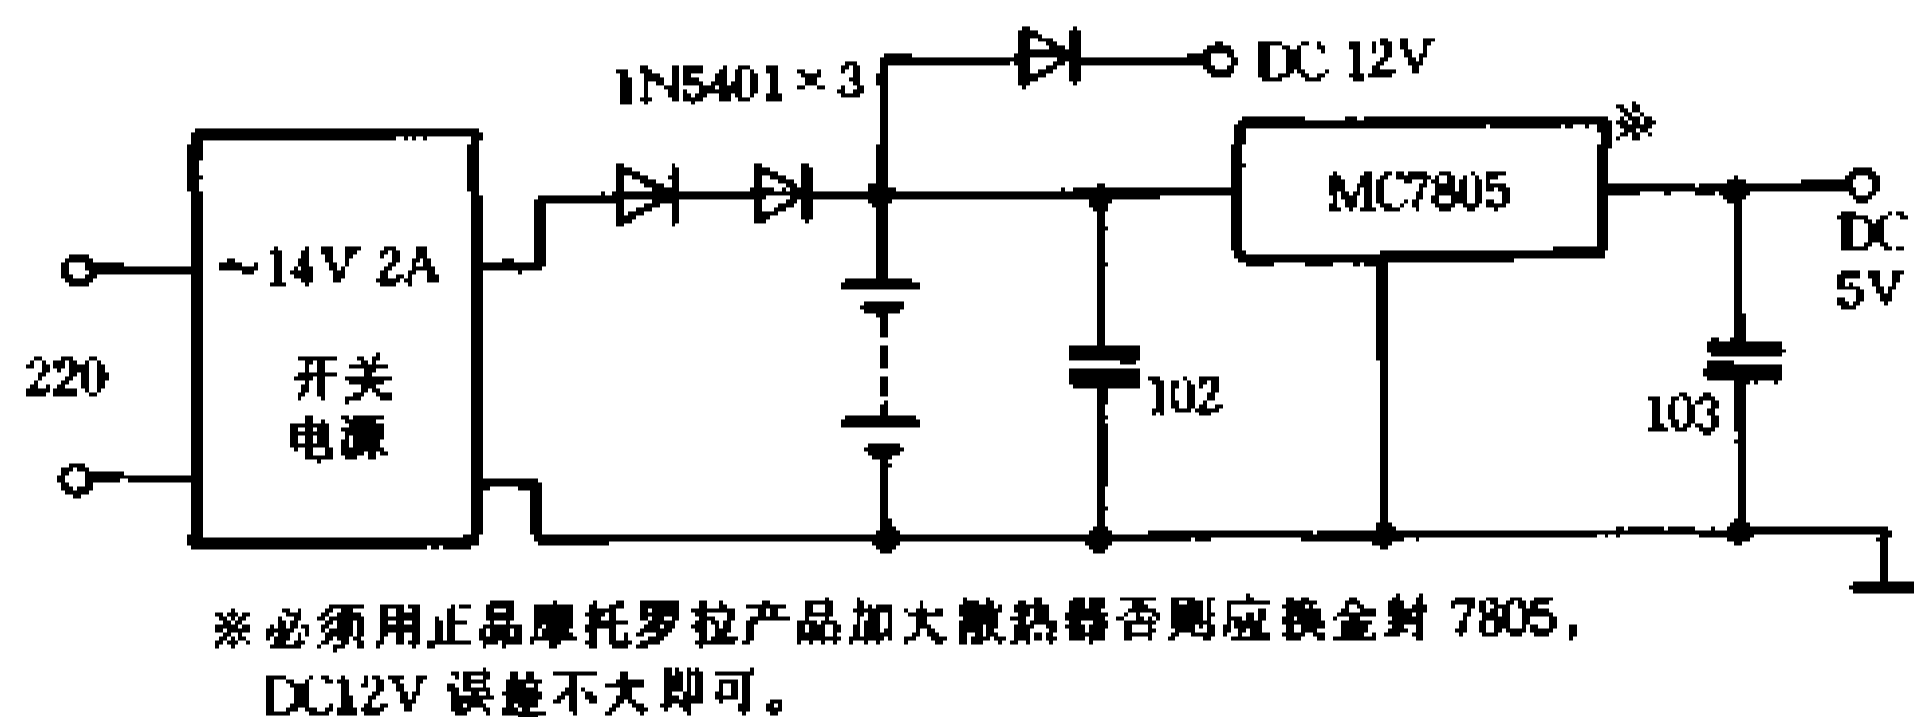 1N5401×3
DC 12V
※
MC7805
~14V 2A
DC
5V
220
开关
电源
102
103
※必须用正品摩托罗拉产品加大散热器否则应换金封 7805，
DC12V 误差不大即可。